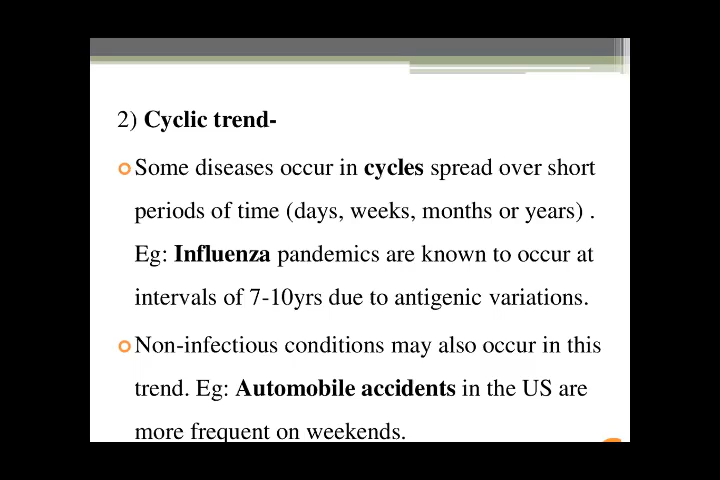 2) Cyclic trend-
Some diseases occur in cycles spread over short
periods of time (days, weeks, months or years) .
Eg: Influenza pandemics are known to occur at
intervals of 7-10yrs due to antigenic variations.
Non-infectious conditions may also occur in this
trend. Eg: Automobile accidents in the US are
more frequent on weekends.